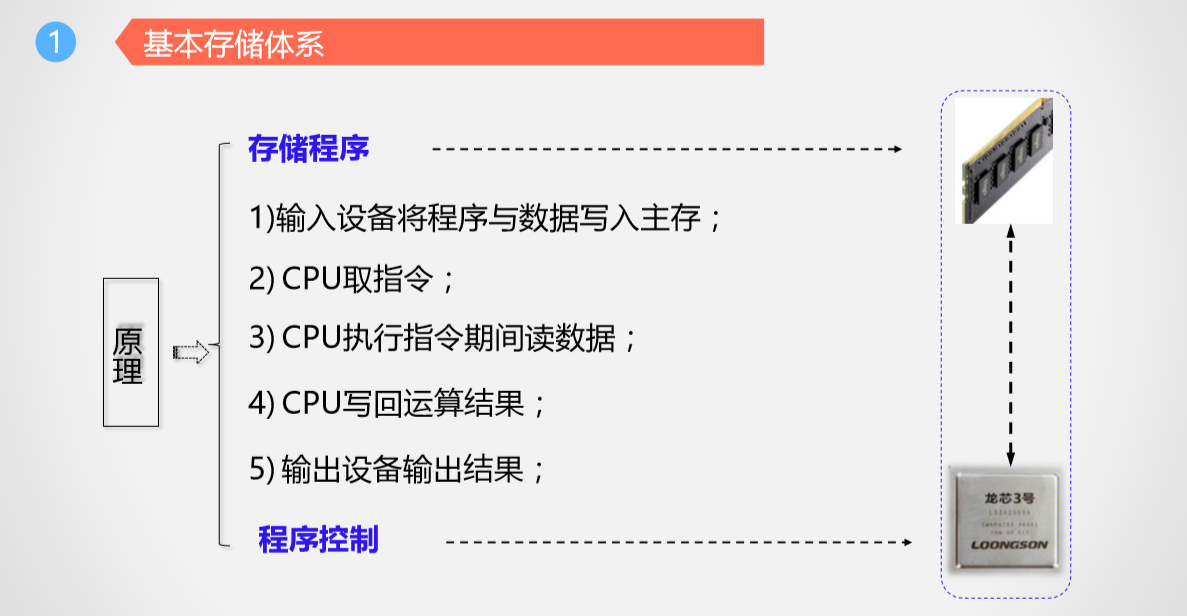 1
基本存储体系
存储程序
1)输入设备将程序与数据写入主存；
2) CPU取指令；
3) CPU执行指令期间读数据；
4) CPU写回运算结果；
5) 输出设备输出结果；
程序控制
原理
龙芯3号
LOONGSON